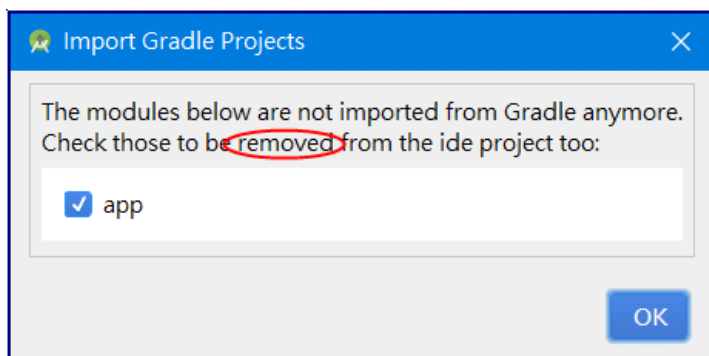 Import Gradle Projects
The modules below are not imported from Gradle anymore.
Check those to be removed from the ide project too:
app
OK